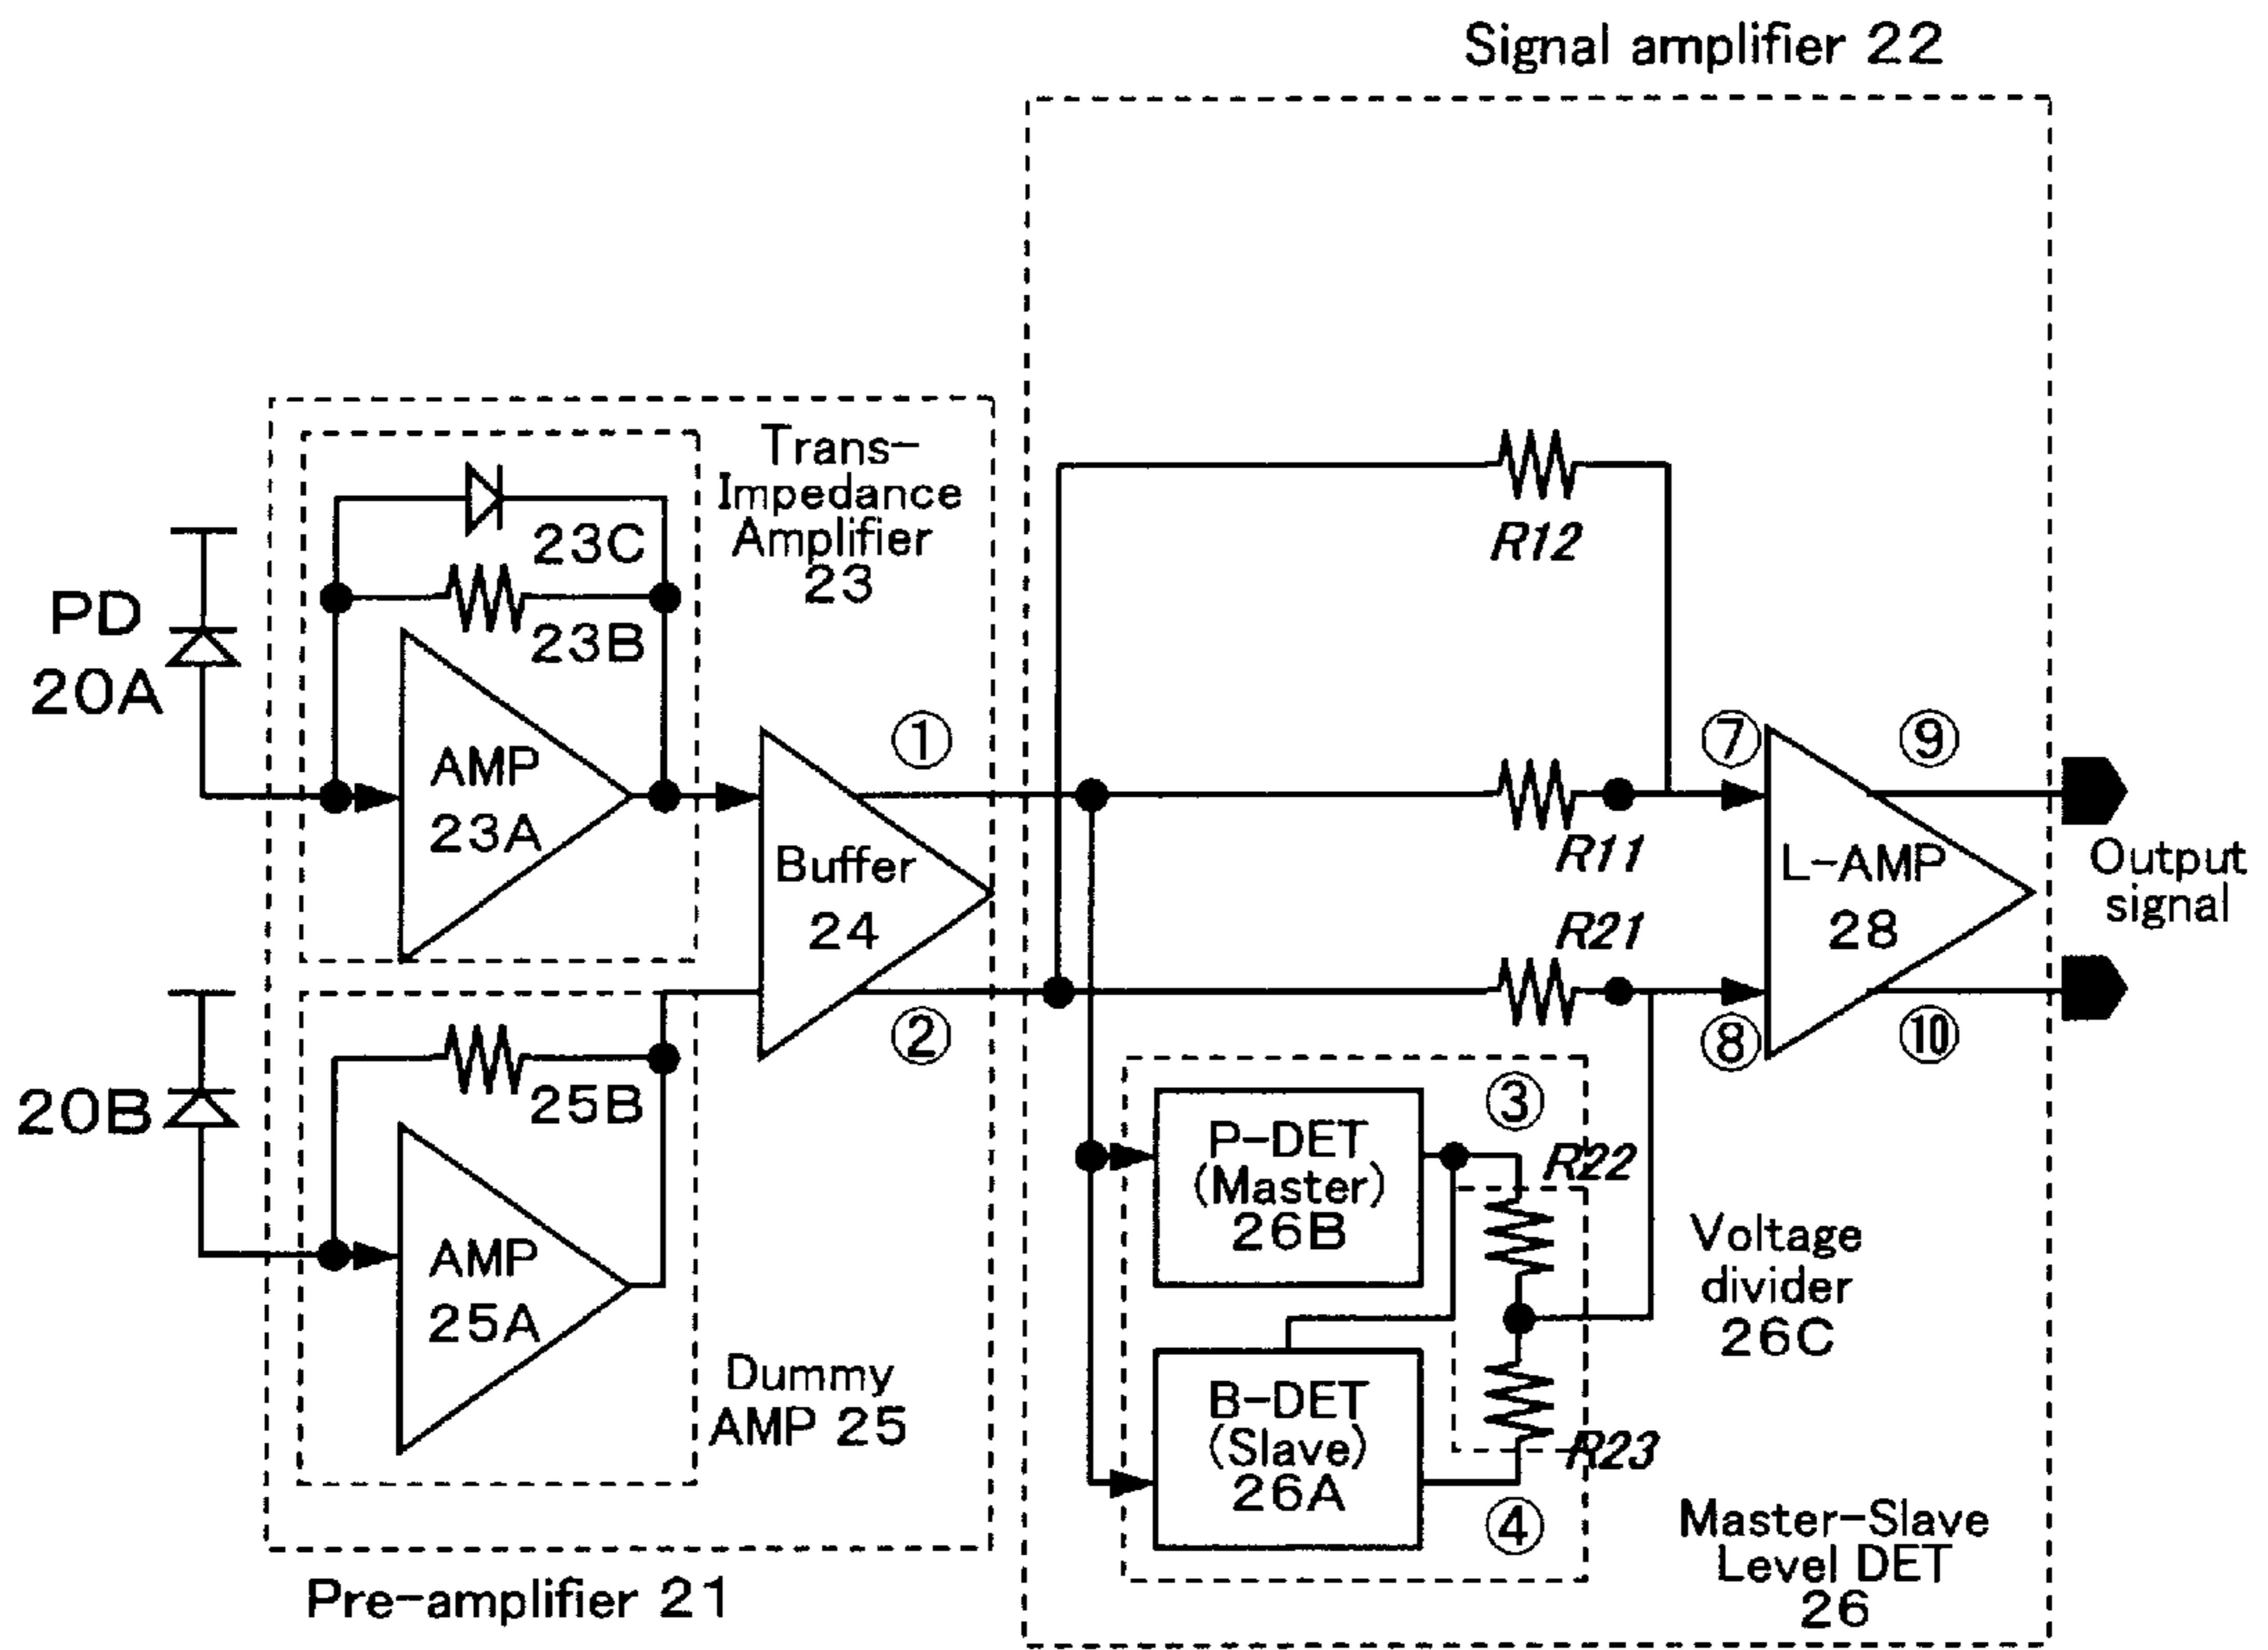 Signal amplifier 22
Trans-
Impedance
Amplifier
23
23C
23B
PD
20A
AMP
23A
Buffer
24
①
②
R12
R11
R21
⑦
⑧
L-AMP
28
⑨
⑩
Output
signal
20B
25B
AMP
25A
Dummy
AMP 25
P-DET
(Master)
26B
③
R22
Voltage
divider
26C
B-DET
(Slave)
26A
R23
④
Master-Slave
Level DET
26
Pre-amplifier 21